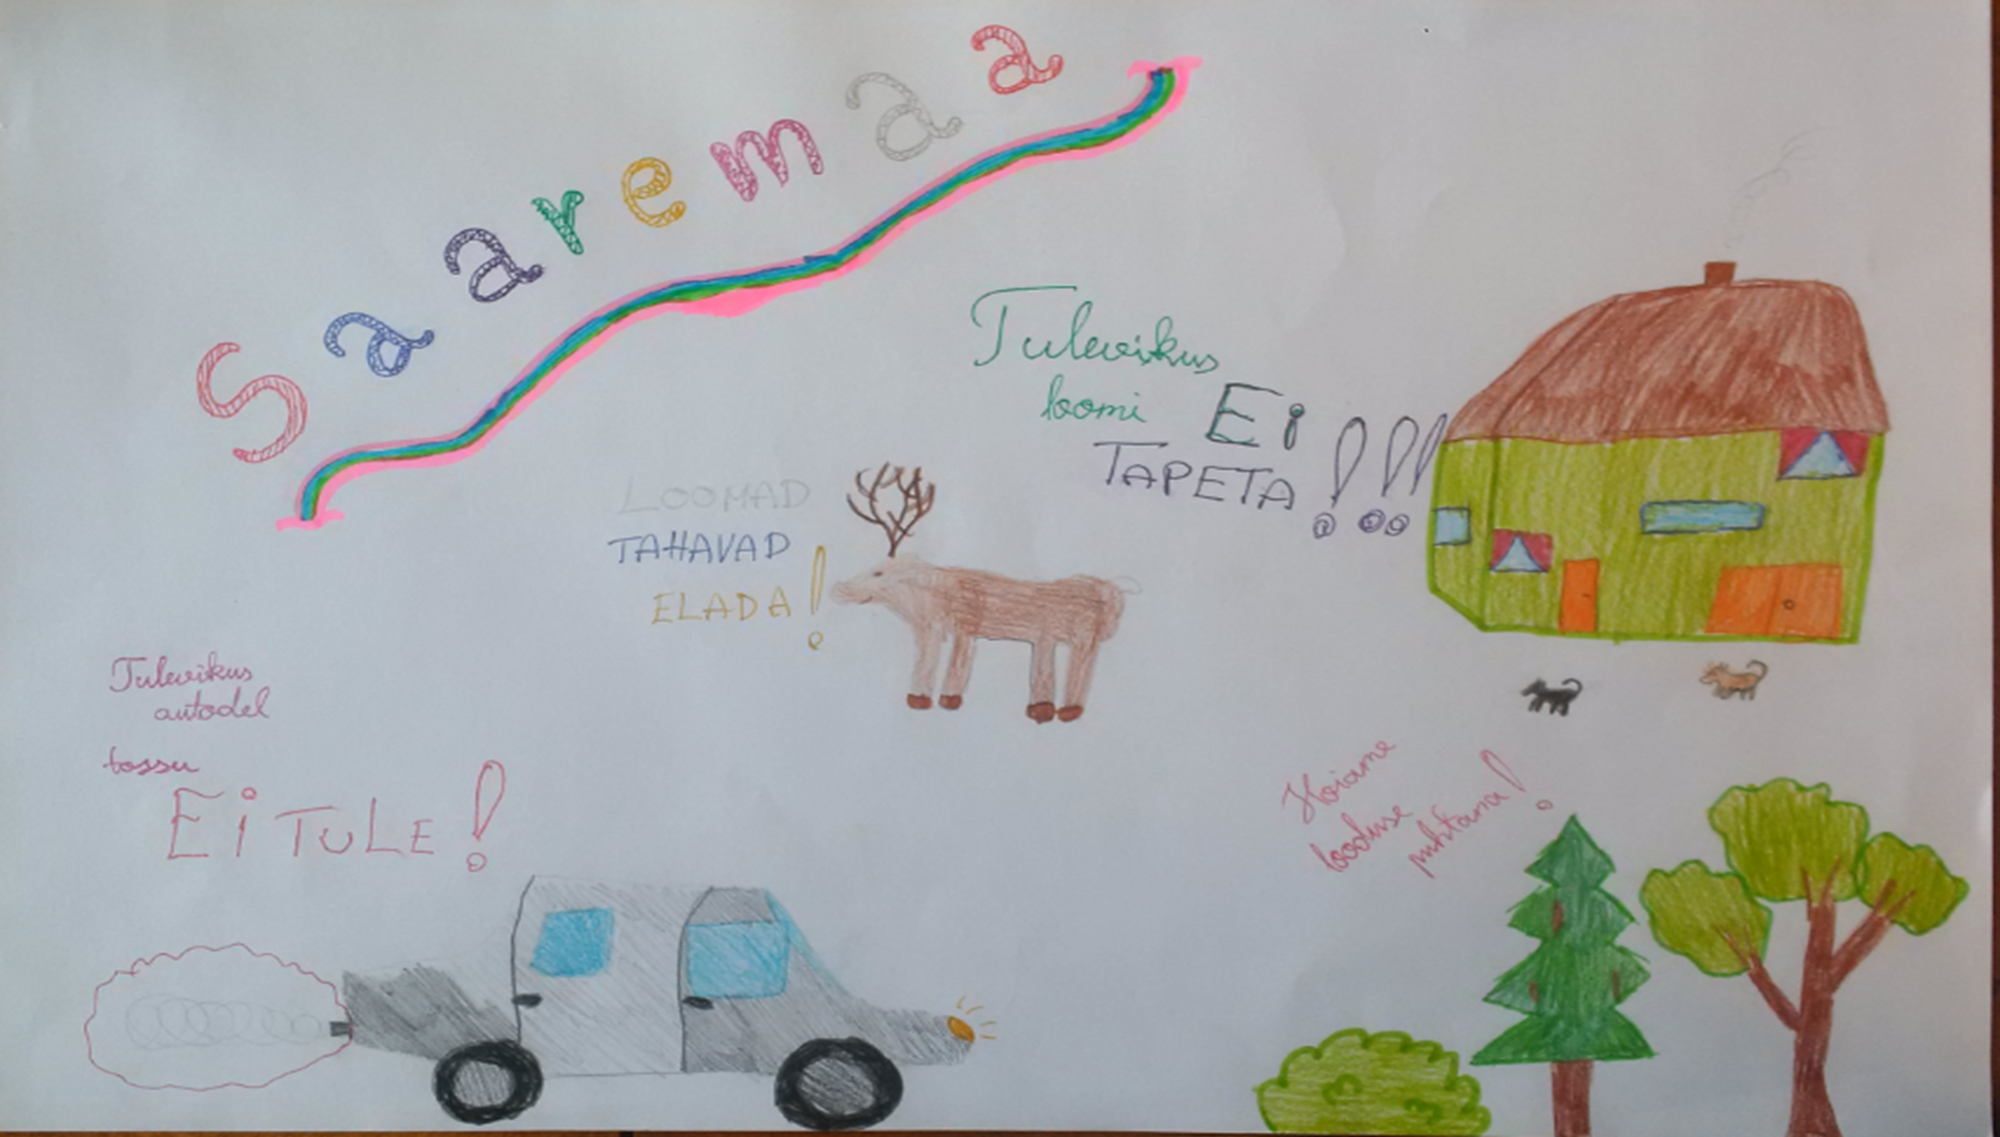 Saaremaa
Tulevikus
loomi Ei
TAPETA!!!
LOOMAD
TAHAVAD
ELADA!
Tulevikus
autodel
tossu
Ei TULE!
Hoiame
looduse
puhtana!